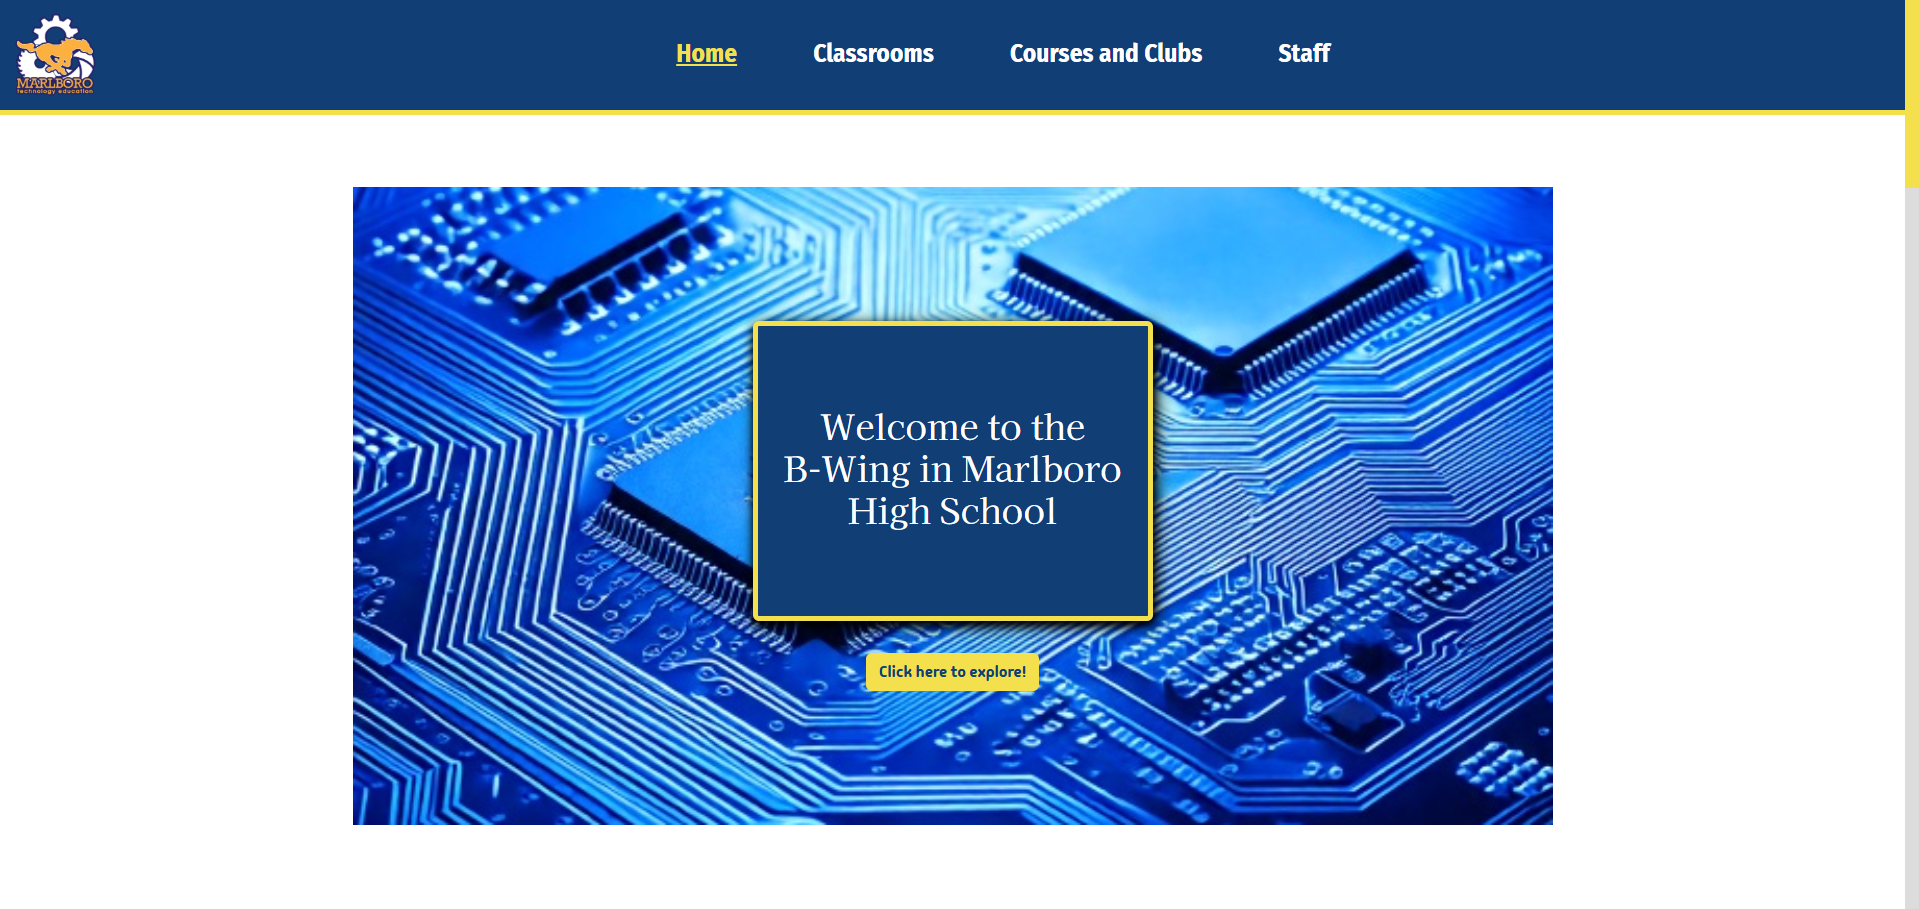 MARLBORO
technology education
Home
Classrooms
Courses and Clubs
Staff
Welcome to the
B-Wing in Marlboro
High School
Click here to explore!